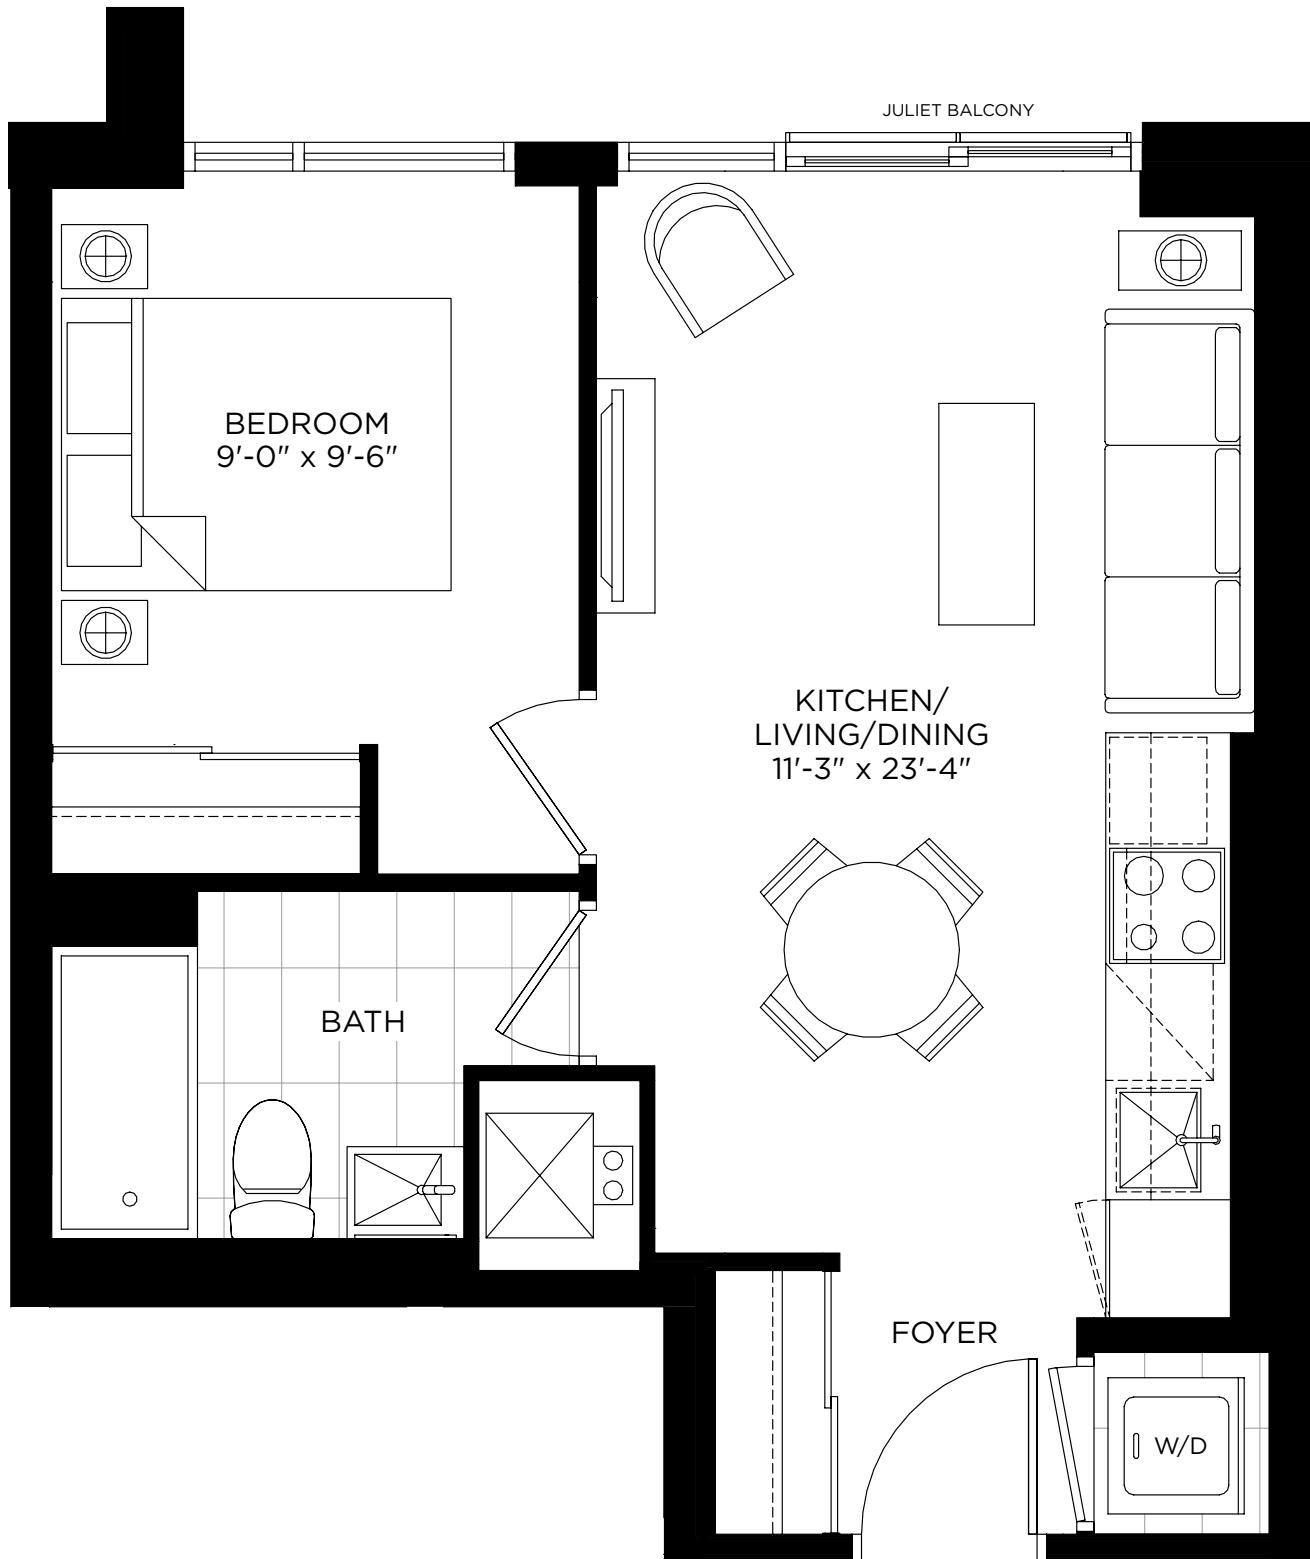 JULIET BALCONY
BEDROOM
9'-0" x 9'-6"
KITCHEN/
LIVING/DINING
11'-3" x 23'-4"
BATH
FOYER
W/D